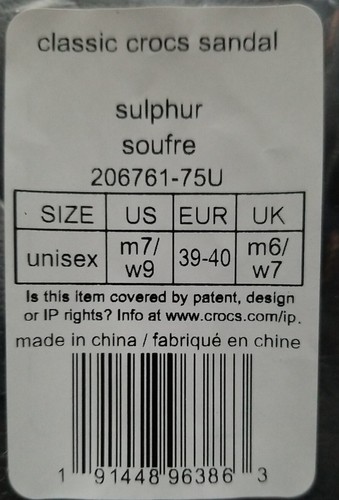 classic crocs sandal
sulphur
soufre
206761-75U
SIZE US EUR UK
unisex m7/ w9 39-40 m6/ w7
Is this item covered by patent, design
or IP rights? Info at www.crocs.com/ip.
made in china / fabriqué en chine
1 91448 96386 3